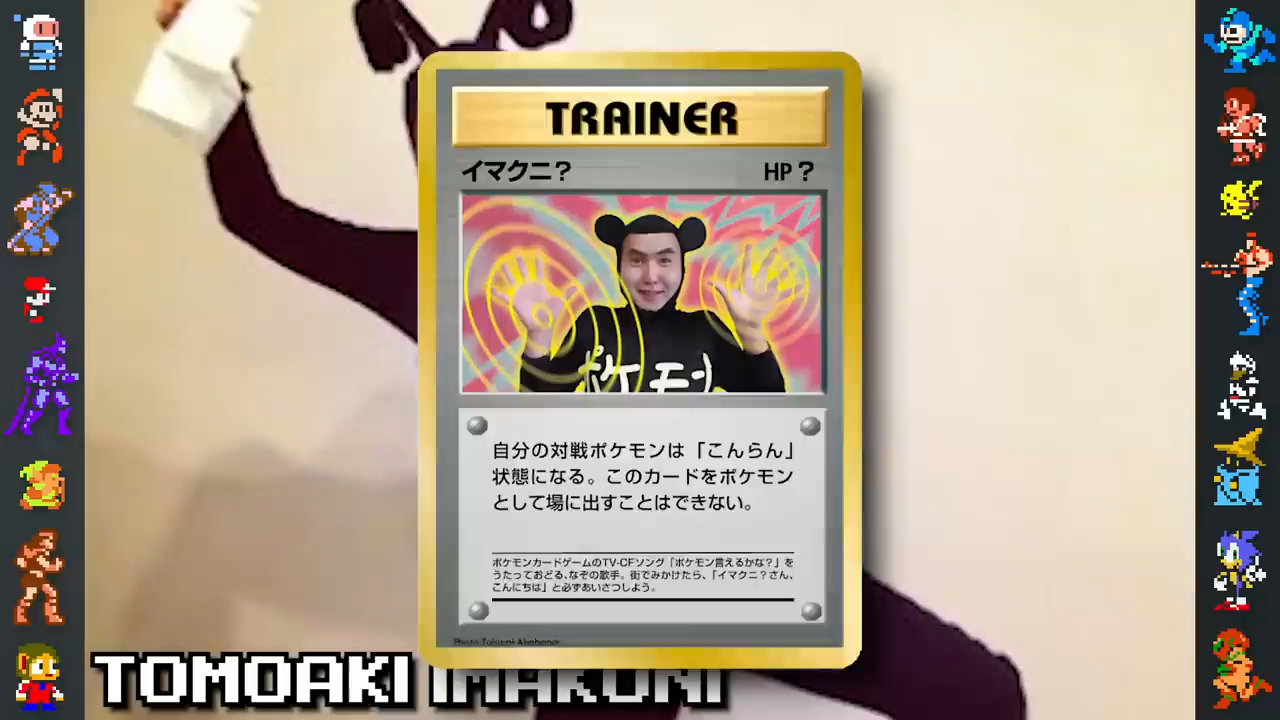 TRAINER
イマクニ? HP ?
ポケモン
自分の対戦ポケモンは「こんらん」
状態になる。このカードをポケモン
として場に出すことはできない。
ポケモンカードゲームのTV-CFソング「ポケモン言えるかな?」を
うたっておどる、なぞの歌手。街でみかけたら、「イマクニ?さん、
こんにちは」と必ずあいさつしよう。
TOMOAKI IMAKUNI